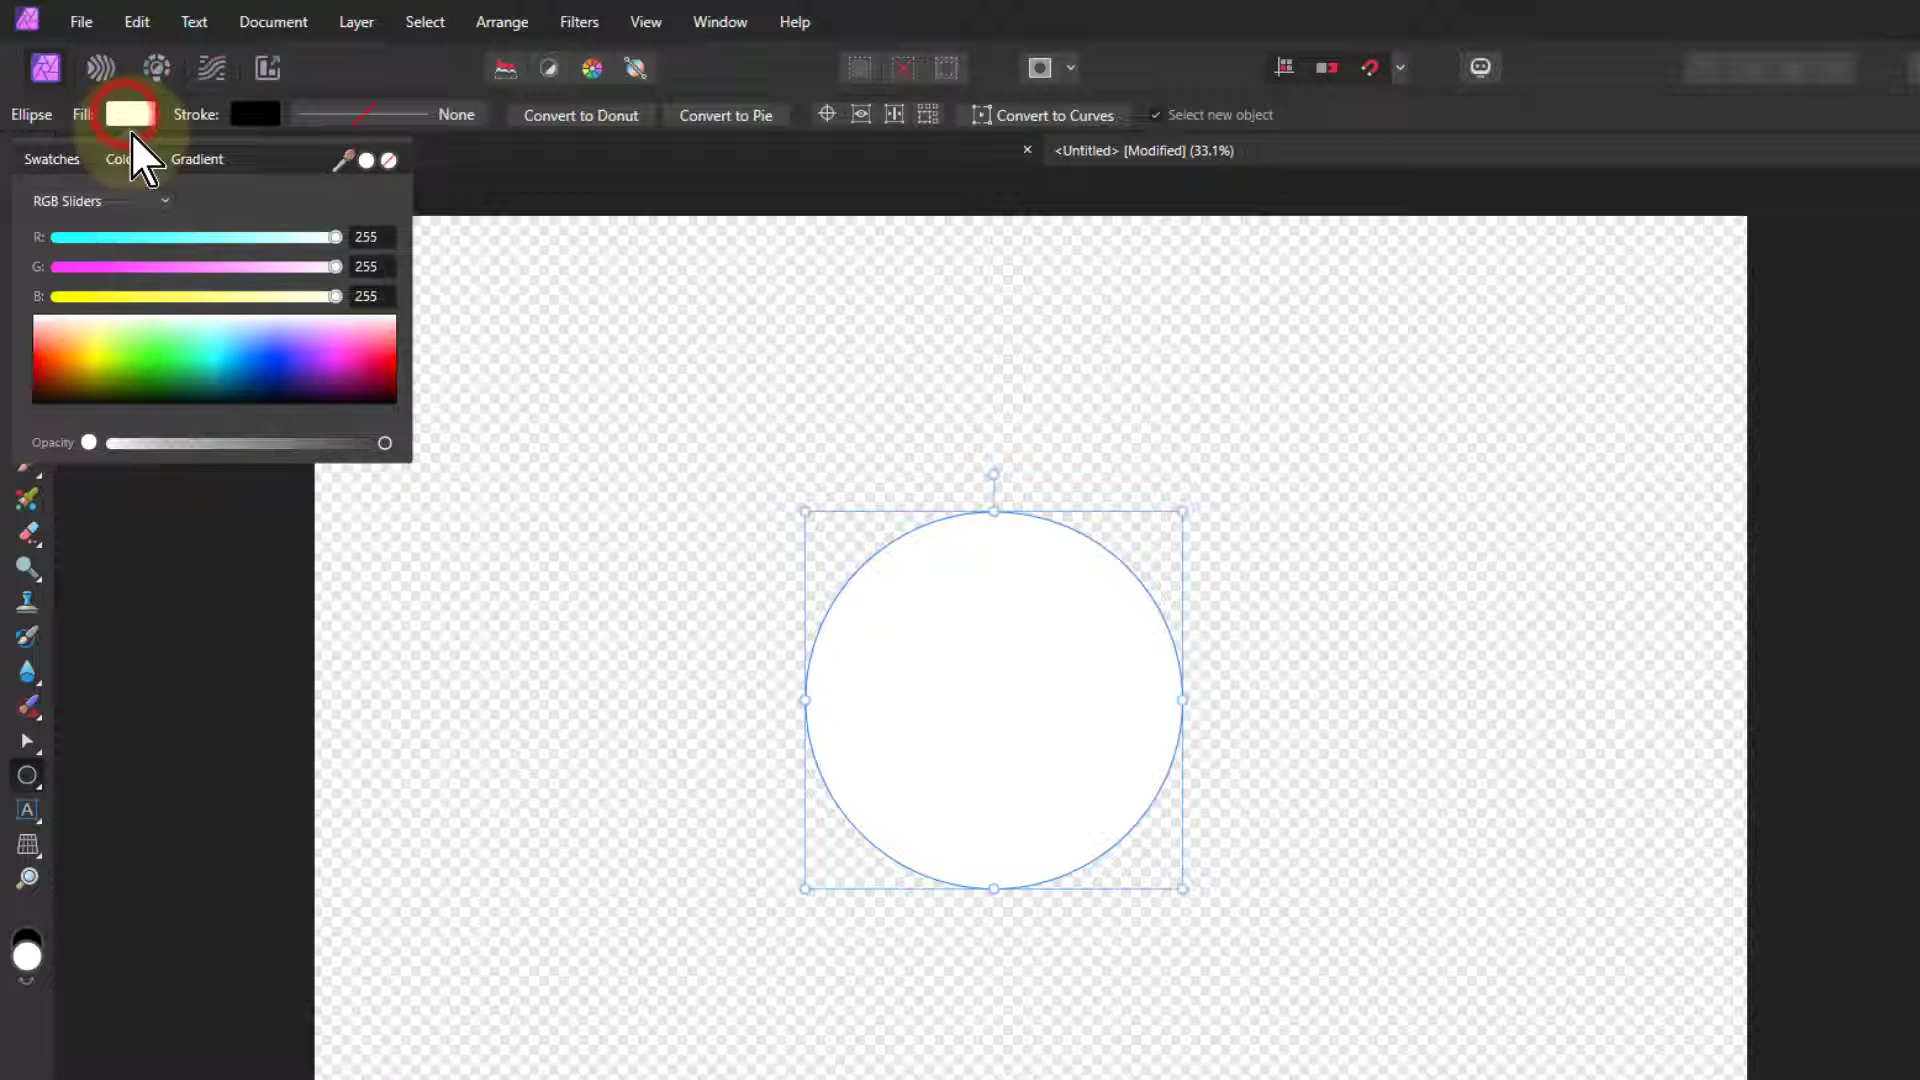 File Edit Text Document Layer Select Arrange Filters View Window Help
Ellipse Fill: Stroke: None Convert to Donut Convert to Pie Convert to Curves Select new object
Swatches Gradient
<Untitled> [Modified] (33.1%)
RGB Sliders
R: 255
G: 255
B: 255
Opacity
A